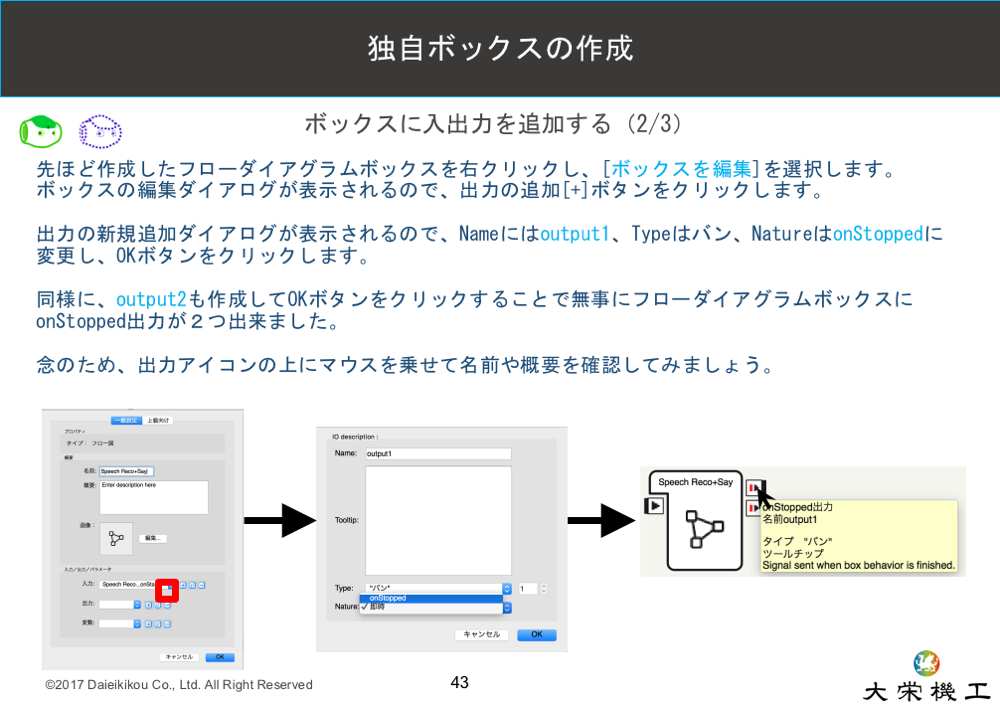 独自ボックスの作成
ボックスに入出力を追加する（2/3）
先ほど作成したフローダイアグラムボックスを右クリックし、[ボックスを編集]を選択します。
ボックスの編集ダイアログが表示されるので、出力の追加[+]ボタンをクリックします。
出力の新規追加ダイアログが表示されるので、Nameにはoutput1、Typeはバン、NatureはonStoppedに
変更し、OKボタンをクリックします。
同様に、output2も作成してOKボタンをクリックすることで無事にフローダイアグラムボックスに
onStopped出力が２つ出来ました。
念のため、出力アイコンの上にマウスを乗せて名前や概要を確認してみましょう。
一般設定 上級向け
プロパティ
タイプ： フロー図
概要
名前: Speech Reco+Say
概要: Enter description here
画像：
編集...
入力/出力/パラメータ
入力: Speech Reco._onSta
出力:
変数:
キャンセル OK
IO description :
Name: output1
Tooltip:
Type: "バン" 1
onStopped
Nature: ✓ 即時
キャンセル OK
Speech Reco+Say
onStopped出力
名前output1
タイプ "バン"
ツールチップ
Signal sent when box behavior is finished.
©2017 Daieikikou Co., Ltd. All Right Reserved
43
大栄機工